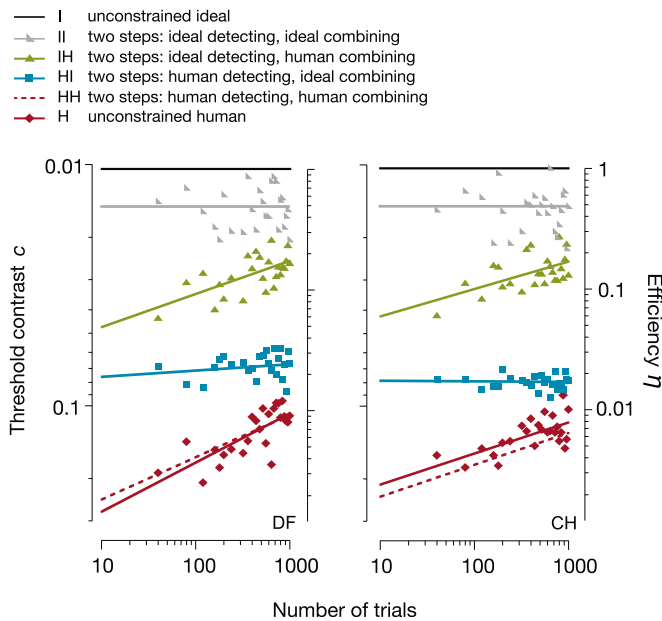 I unconstrained ideal
II two steps: ideal detecting, ideal combining
IH two steps: ideal detecting, human combining
HI two steps: human detecting, ideal combining
HH two steps: human detecting, human combining
H unconstrained human
Threshold contrast c
0.01
0.1
DF
10 100 1000
CH
10 100 1000
1
0.1
0.01
Efficiency η
Number of trials